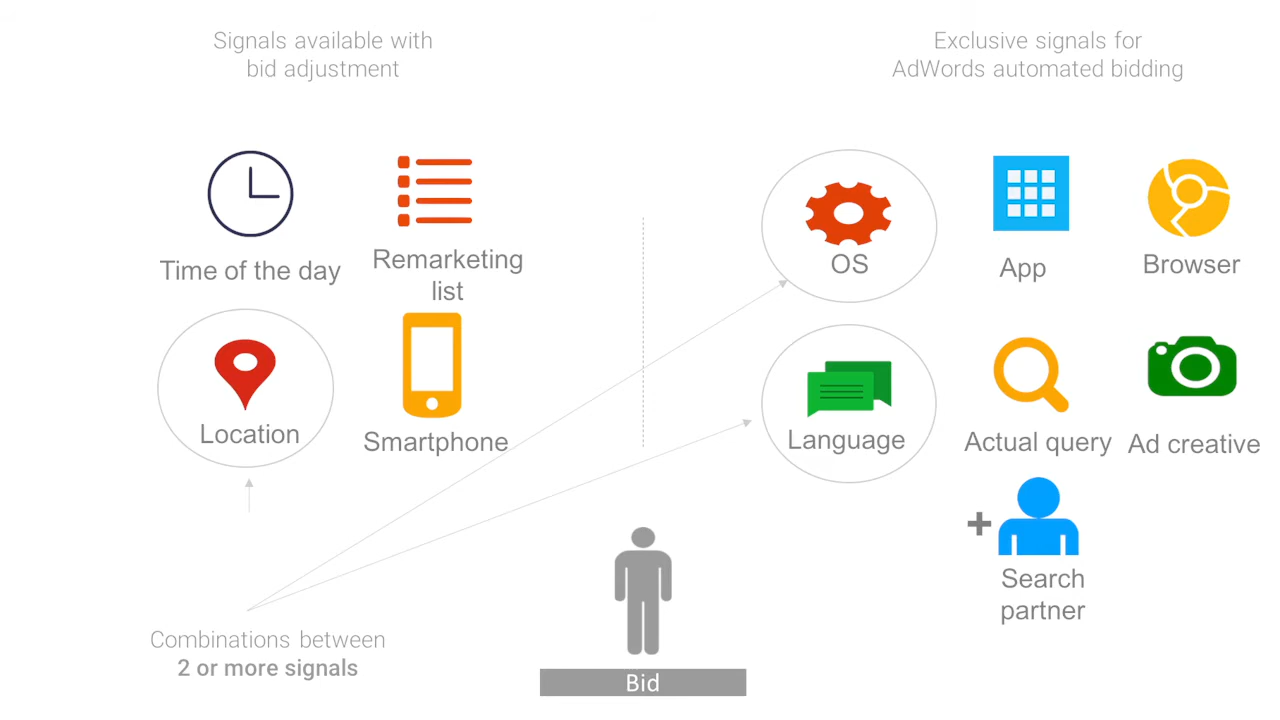 Signals available with
bid adjustment
Exclusive signals for
AdWords automated bidding
Time of the day
Remarketing
list
OS
App
Browser
Location
Smartphone
Language
Actual query
Ad creative
+
Search
partner
Combinations between
2 or more signals
Bid